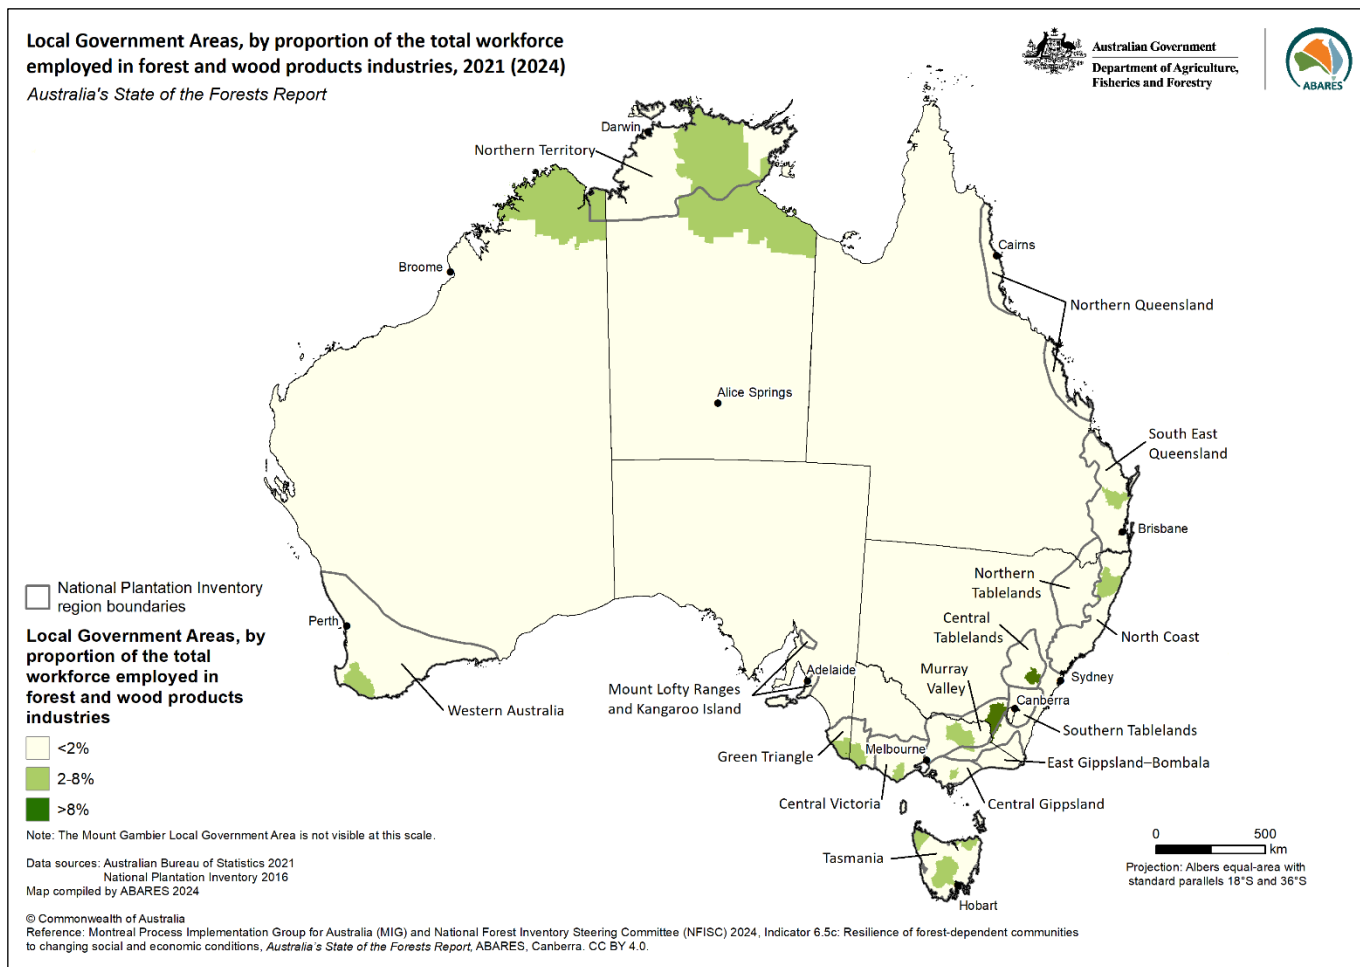 Local Government Areas, by proportion of the total workforce
employed in forest and wood products industries, 2021 (2024)
Australia's State of the Forests Report
Australian Government
Department of Agriculture,
Fisheries and Forestry
ABARES
Darwin
Northern Territory
Broome
Cairns
Northern Queensland
Alice Springs
South East
Queensland
Brisbane
Northern
Tablelands
Central
Tablelands
North Coast
Perth
Western Australia
Adelaide
Mount Lofty Ranges
and Kangaroo Island
Murray
Valley
Sydney
Canberra
Southern Tablelands
Green Triangle
Melbourne
East Gippsland–Bombala
Central Victoria
Central Gippsland
Tasmania
Hobart
National Plantation Inventory
region boundaries
Local Government Areas, by
proportion of the total
workforce employed in
forest and wood products
industries
<2%
2-8%
>8%
Note: The Mount Gambier Local Government Area is not visible at this scale.
Data sources: Australian Bureau of Statistics 2021
National Plantation Inventory 2016
Map compiled by ABARES 2024
0 500
km
Projection: Albers equal-area with
standard parallels 18°S and 36°S
© Commonwealth of Australia
Reference: Montreal Process Implementation Group for Australia (MIG) and National Forest Inventory Steering Committee (NFISC) 2024, Indicator 6.5c: Resilience of forest-dependent communities
to changing social and economic conditions, Australia's State of the Forests Report, ABARES, Canberra. CC BY 4.0.